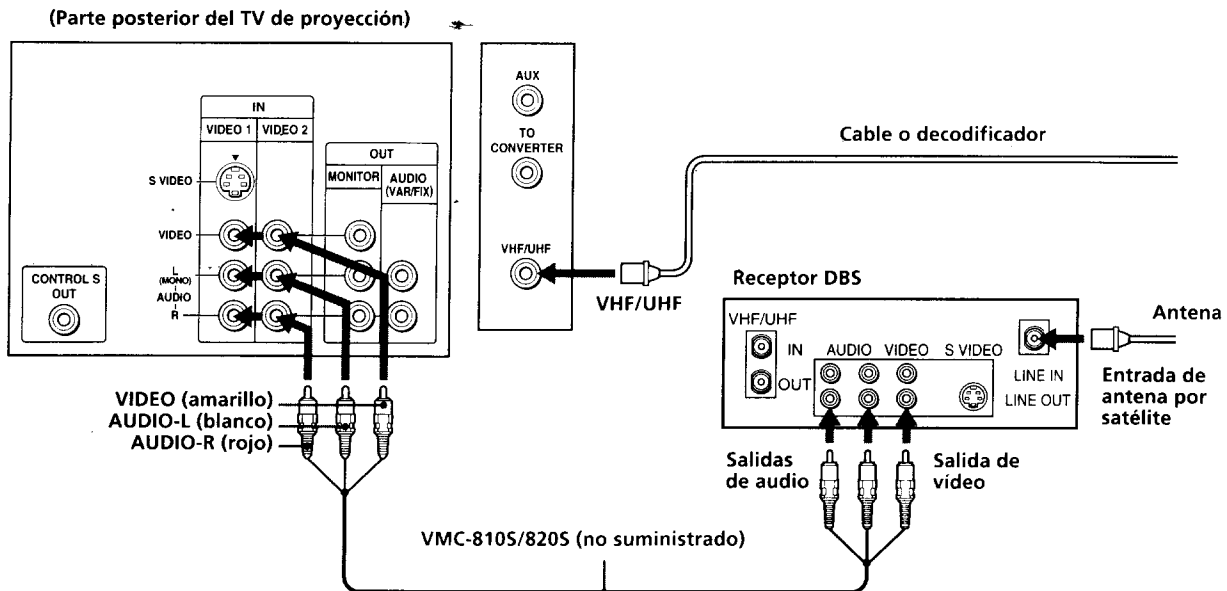 (Parte posterior del TV de proyección)
IN
VIDEO 1 VIDEO 2
S VIDEO
VIDEO
L
(MONO)
AUDIO
R
OUT
MONITOR AUDIO
(VAR/FIX)
CONTROL S
OUT
AUX
TO
CONVERTER
VHF/UHF
Cable o decodificador
VHF/UHF
Receptor DBS
VHF/UHF
IN
OUT
AUDIO VIDEO S VIDEO
LINE IN
LINE OUT
Antena
Entrada de
antena por
satélite
VIDEO (amarillo)
AUDIO-L (blanco)
AUDIO-R (rojo)
Salidas
de audio
Salida de
vídeo
VMC-810S/820S (no suministrado)